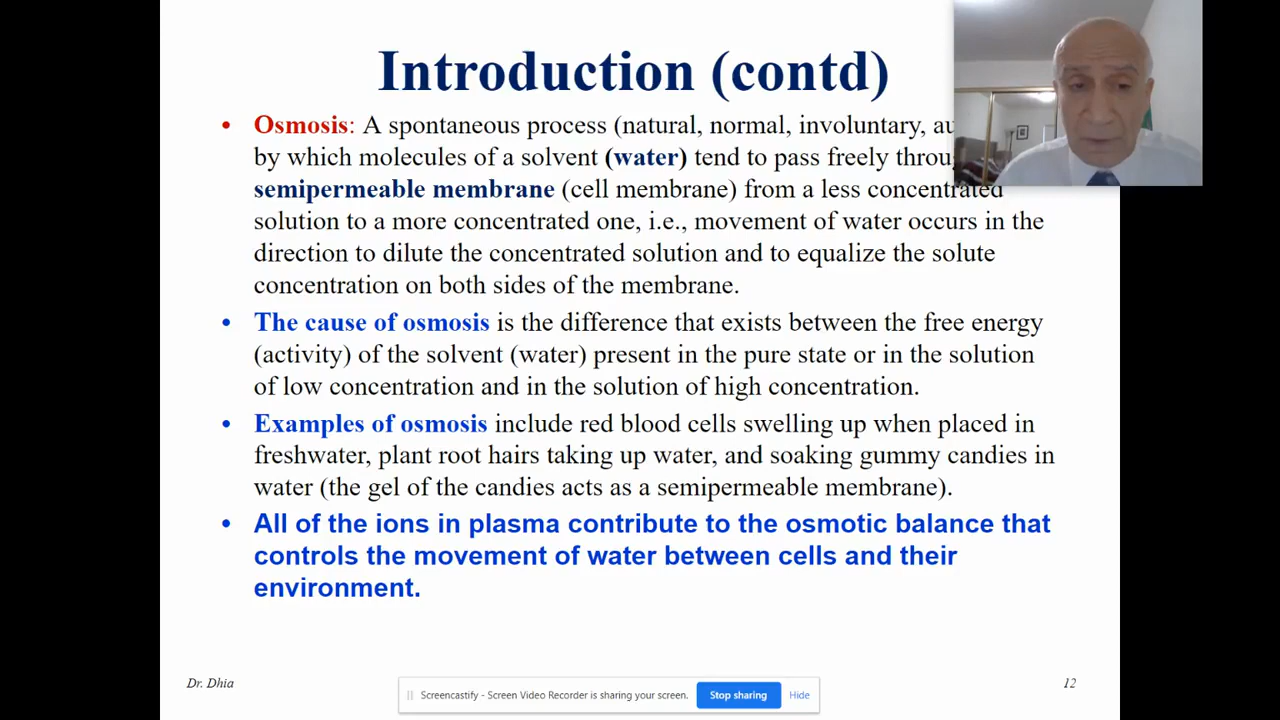 Introduction (contd)
• Osmosis: A spontaneous process (natural, normal, involuntary,
by which molecules of a solvent (water) tend to pass freely
semipermeable membrane (cell membrane) from a less concentrated
solution to a more concentrated one, i.e., movement of water occurs in the
direction to dilute the concentrated solution and to equalize the solute
concentration on both sides of the membrane.
• The cause of osmosis is the difference that exists between the free energy
(activity) of the solvent (water) present in the pure state or in the solution
of low concentration and in the solution of high concentration.
• Examples of osmosis include red blood cells swelling up when placed in
freshwater, plant root hairs taking up water, and soaking gummy candies in
water (the gel of the candies acts as a semipermeable membrane).
• All of the ions in plasma contribute to the osmotic balance that
controls the movement of water between cells and their
environment.
Dr. Dhia
Screencastify - Screen Video Recorder is sharing your screen.
Stop sharing
Hide
12